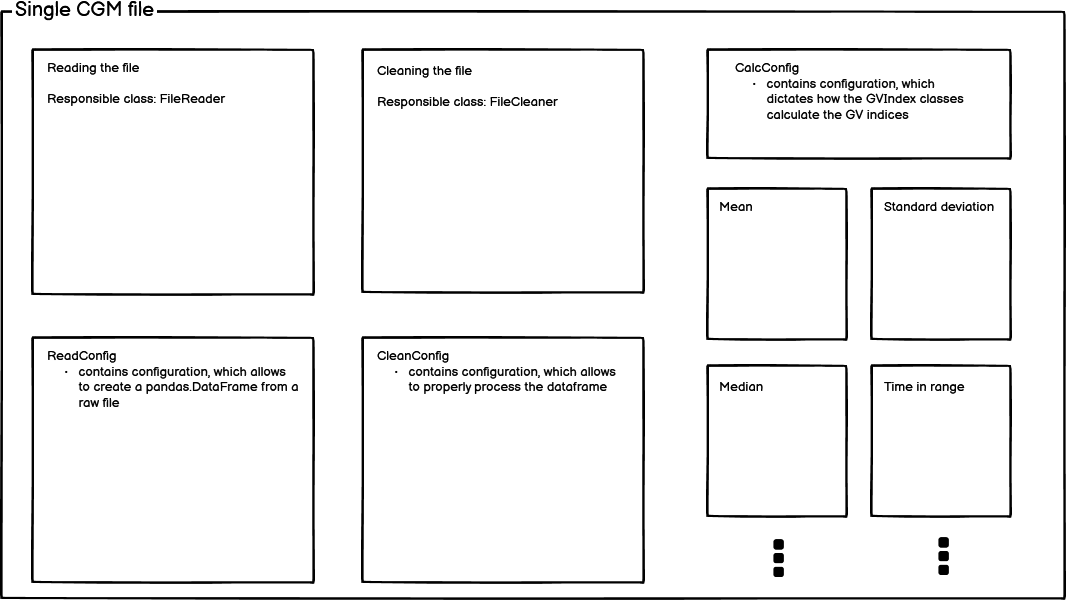 Single CGM file
Reading the file
Responsible class: FileReader
Cleaning the file
Responsible class: FileCleaner
CalcConfig
· contains configuration, which
dictates how the GVIndex classes
calculate the GV indices
Mean
Standard deviation
ReadConfig
· contains configuration, which allows
to create a pandas.DataFrame from a
raw file
CleanConfig
· contains configuration, which allows
to properly process the dataframe
Median
Time in range